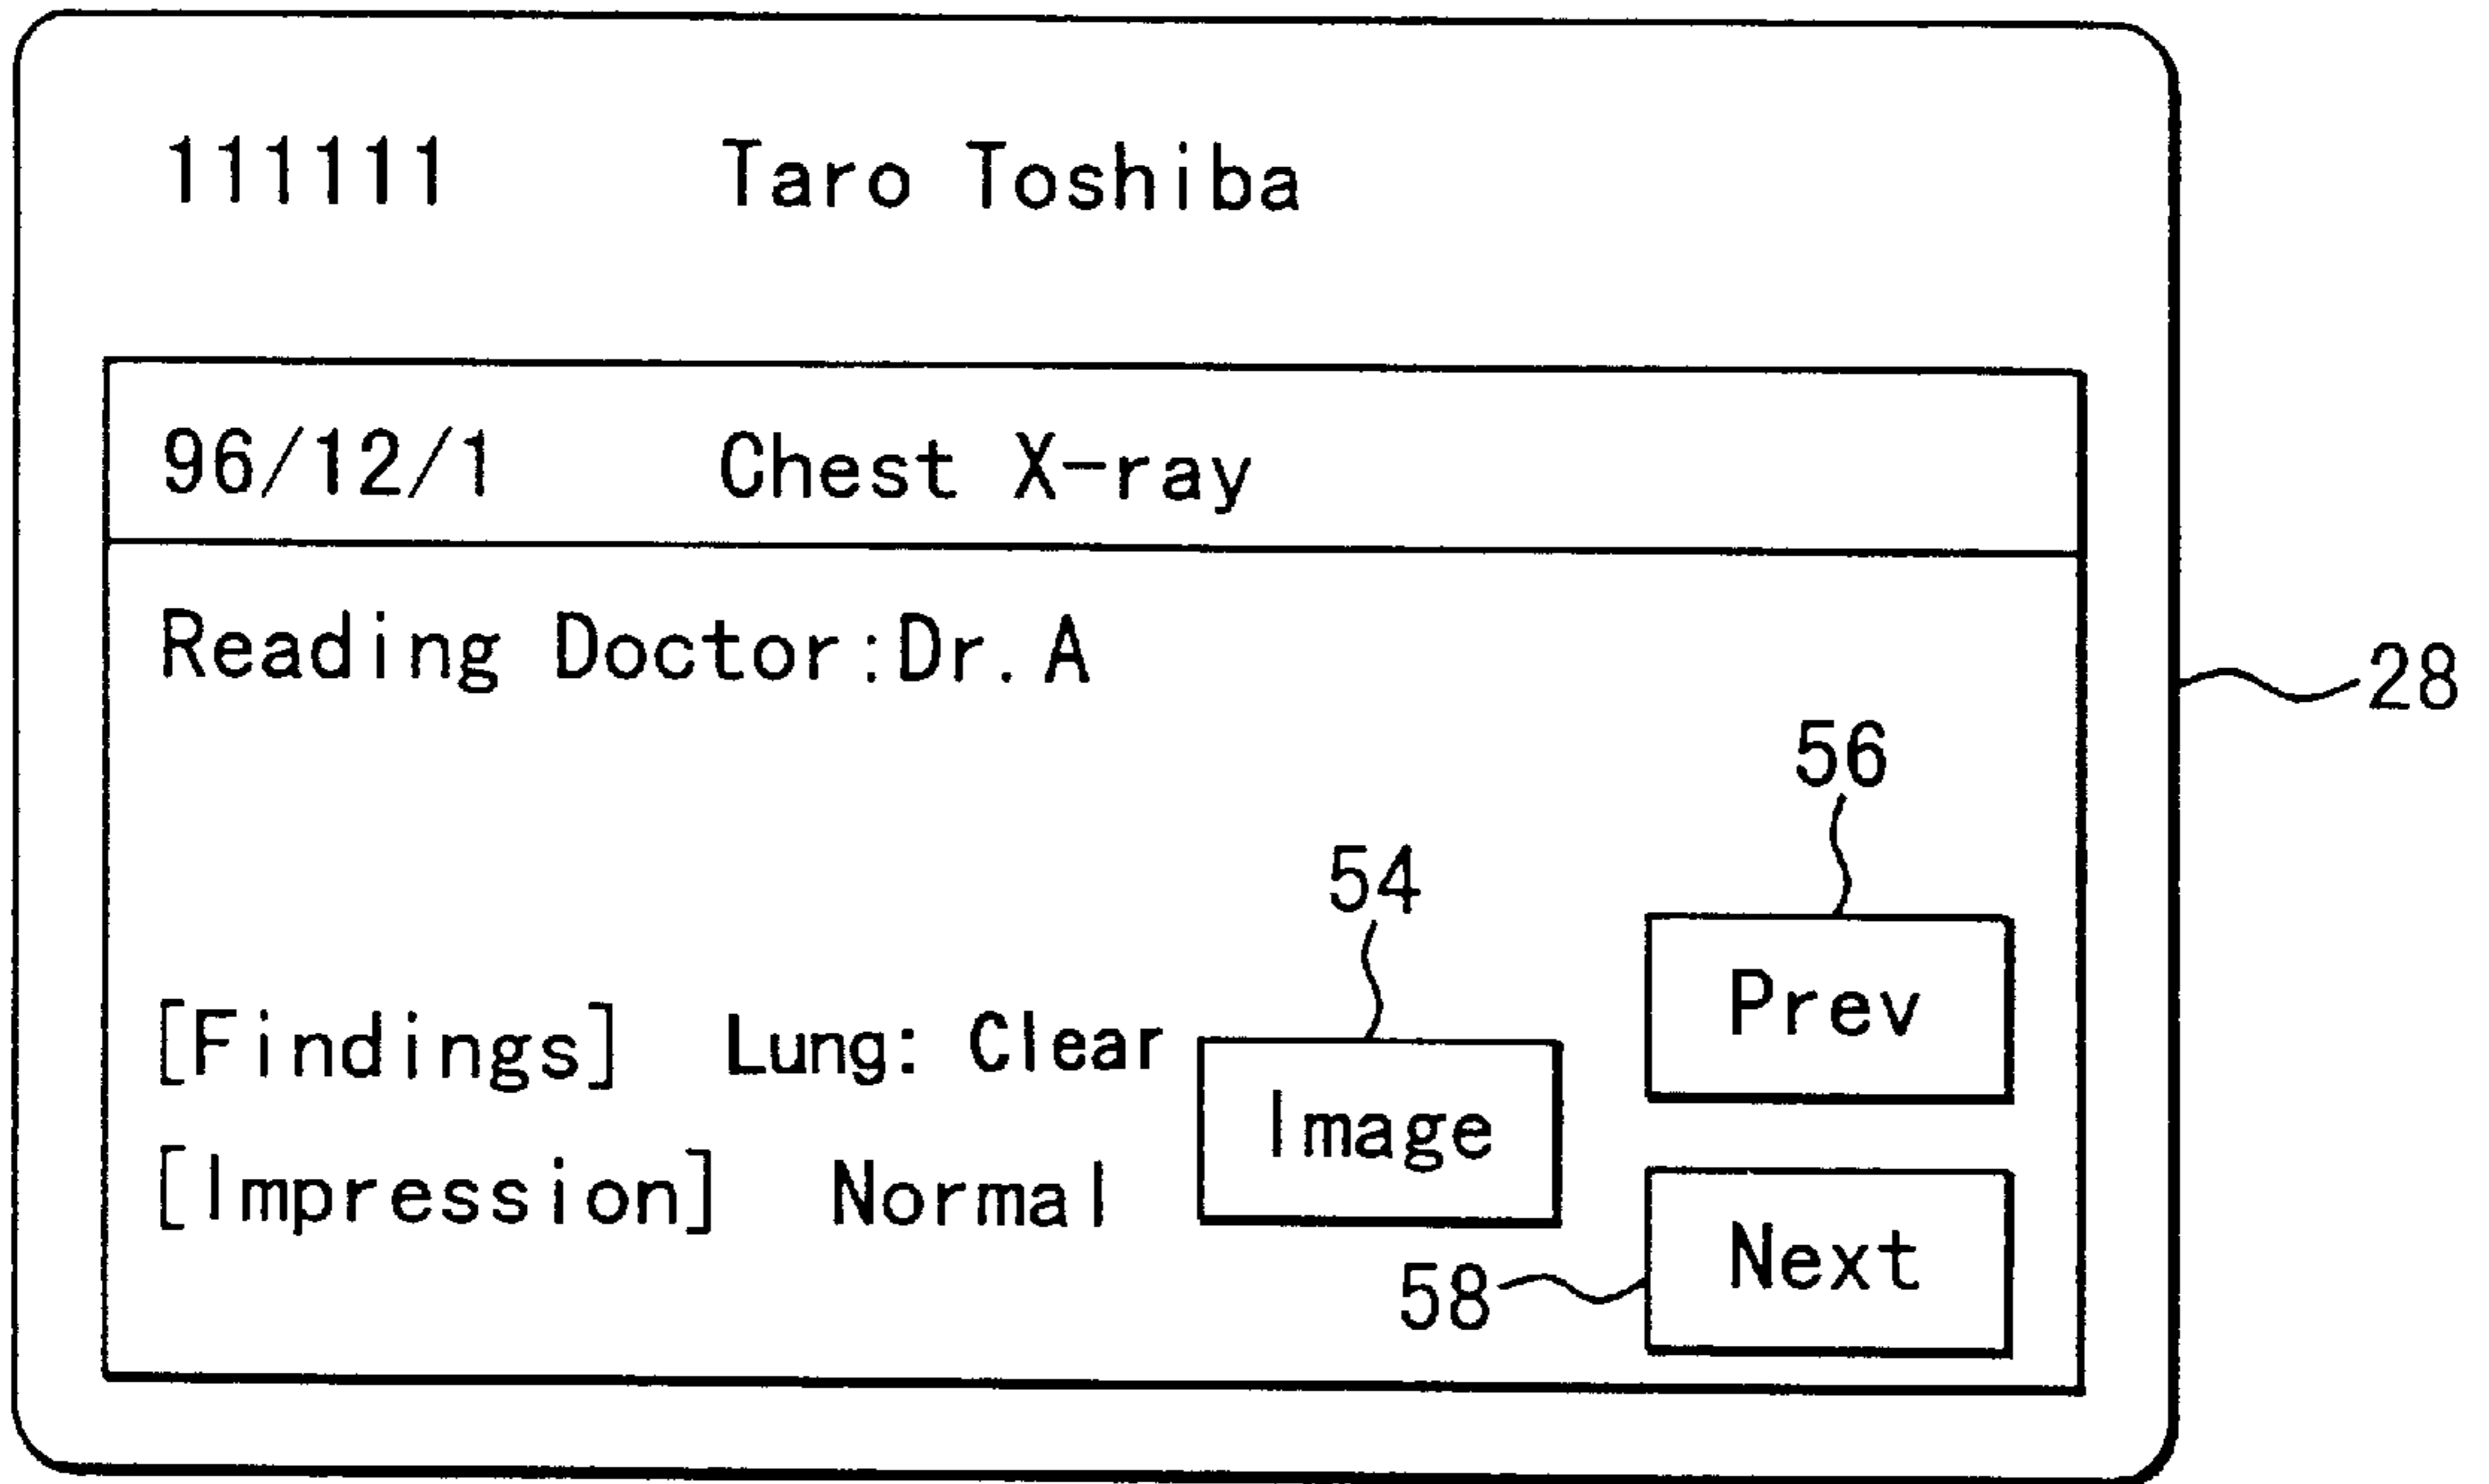 111111 Taro Toshiba
96/12/1 Chest X-ray
Reading Doctor:Dr. A
28
56
54
Prev
[Findings] Lung: Clear
Image
[Impression] Normal
Next
58